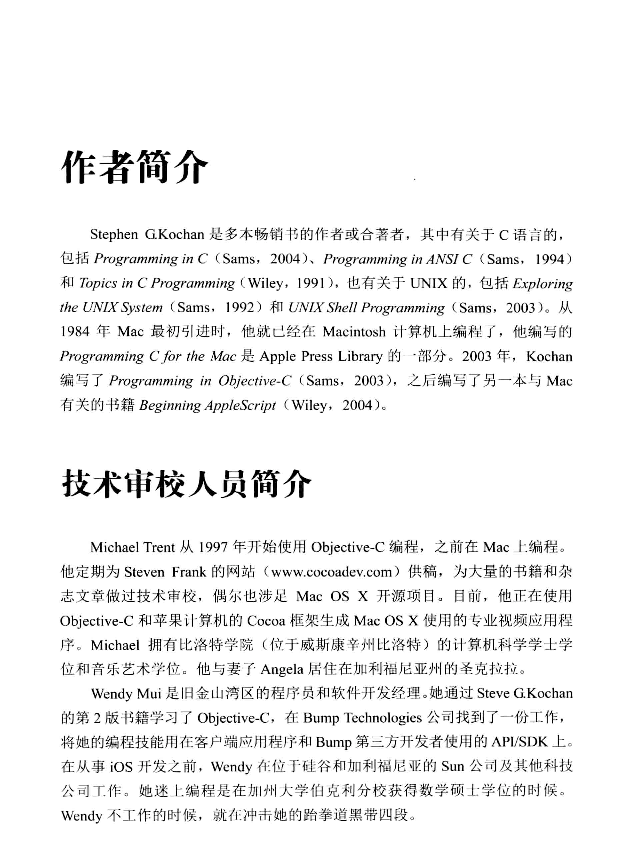 作者简介
Stephen G.Kochan 是多本畅销书的作者或合著者，其中有关于 C 语言的，
包括 Programming in C（Sams，2004）、Programming in ANSI C（Sams，1994）
和 Topics in C Programming（Wiley，1991），也有关于 UNIX 的，包括 Exploring
the UNIX System（Sams，1992）和 UNIX Shell Programming（Sams，2003）。从
1984 年 Mac 最初引进时，他就已经在 Macintosh 计算机上编程了，他编写的
Programming C for the Mac 是 Apple Press Library 的一部分。2003 年，Kochan
编写了 Programming in Objective-C（Sams，2003），之后编写了另一本与 Mac
有关的书籍 Beginning AppleScript（Wiley，2004）。
技术审校人员简介
Michael Trent 从 1997 年开始使用 Objective-C 编程，之前在 Mac 上编程。
他定期为 Steven Frank 的网站（www.cocoadev.com）供稿，为大量的书籍和杂
志文章做过技术审校，偶尔也涉足 Mac OS X 开源项目。目前，他正在使用
Objective-C 和苹果计算机的 Cocoa 框架生成 Mac OS X 使用的专业视频应用程
序。Michael 拥有比洛特学院（位于威斯康辛州比洛特）的计算机科学学士学
位和音乐艺术学位。他与妻子 Angela 居住在加利福尼亚州的圣克拉拉。
Wendy Mui 是旧金山湾区的程序员和软件开发经理。她通过 Steve G.Kochan
的第 2 版书籍学习了 Objective-C，在 Bump Technologies 公司找到了一份工作，
将她的编程技能用在客户端应用程序和 Bump 第三方开发者使用的 API/SDK 上。
在从事 iOS 开发之前，Wendy 在位于硅谷和加利福尼亚的 Sun 公司及其他科技
公司工作。她迷上编程是在加州大学伯克利分校获得数学硕士学位的时候。
Wendy 不工作的时候，就在冲击她的跆拳道黑带四段。